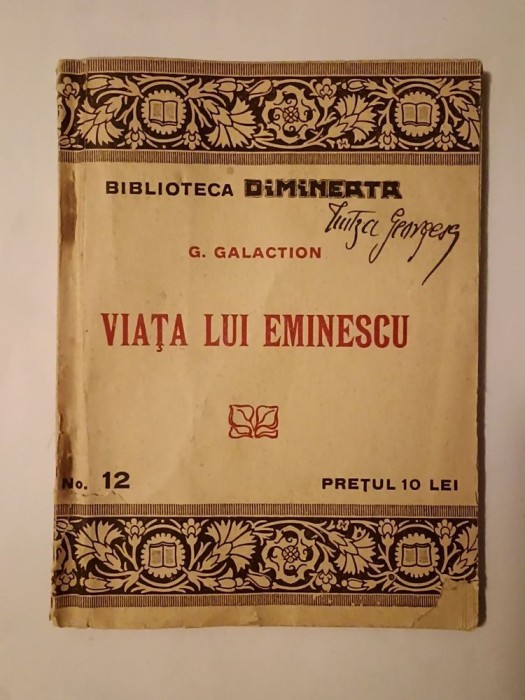 BIBLIOTECA DIMINEAȚA
G. GALACTION
VIAȚA LUI EMINESCU
No. 12
PREȚUL 10 LEI